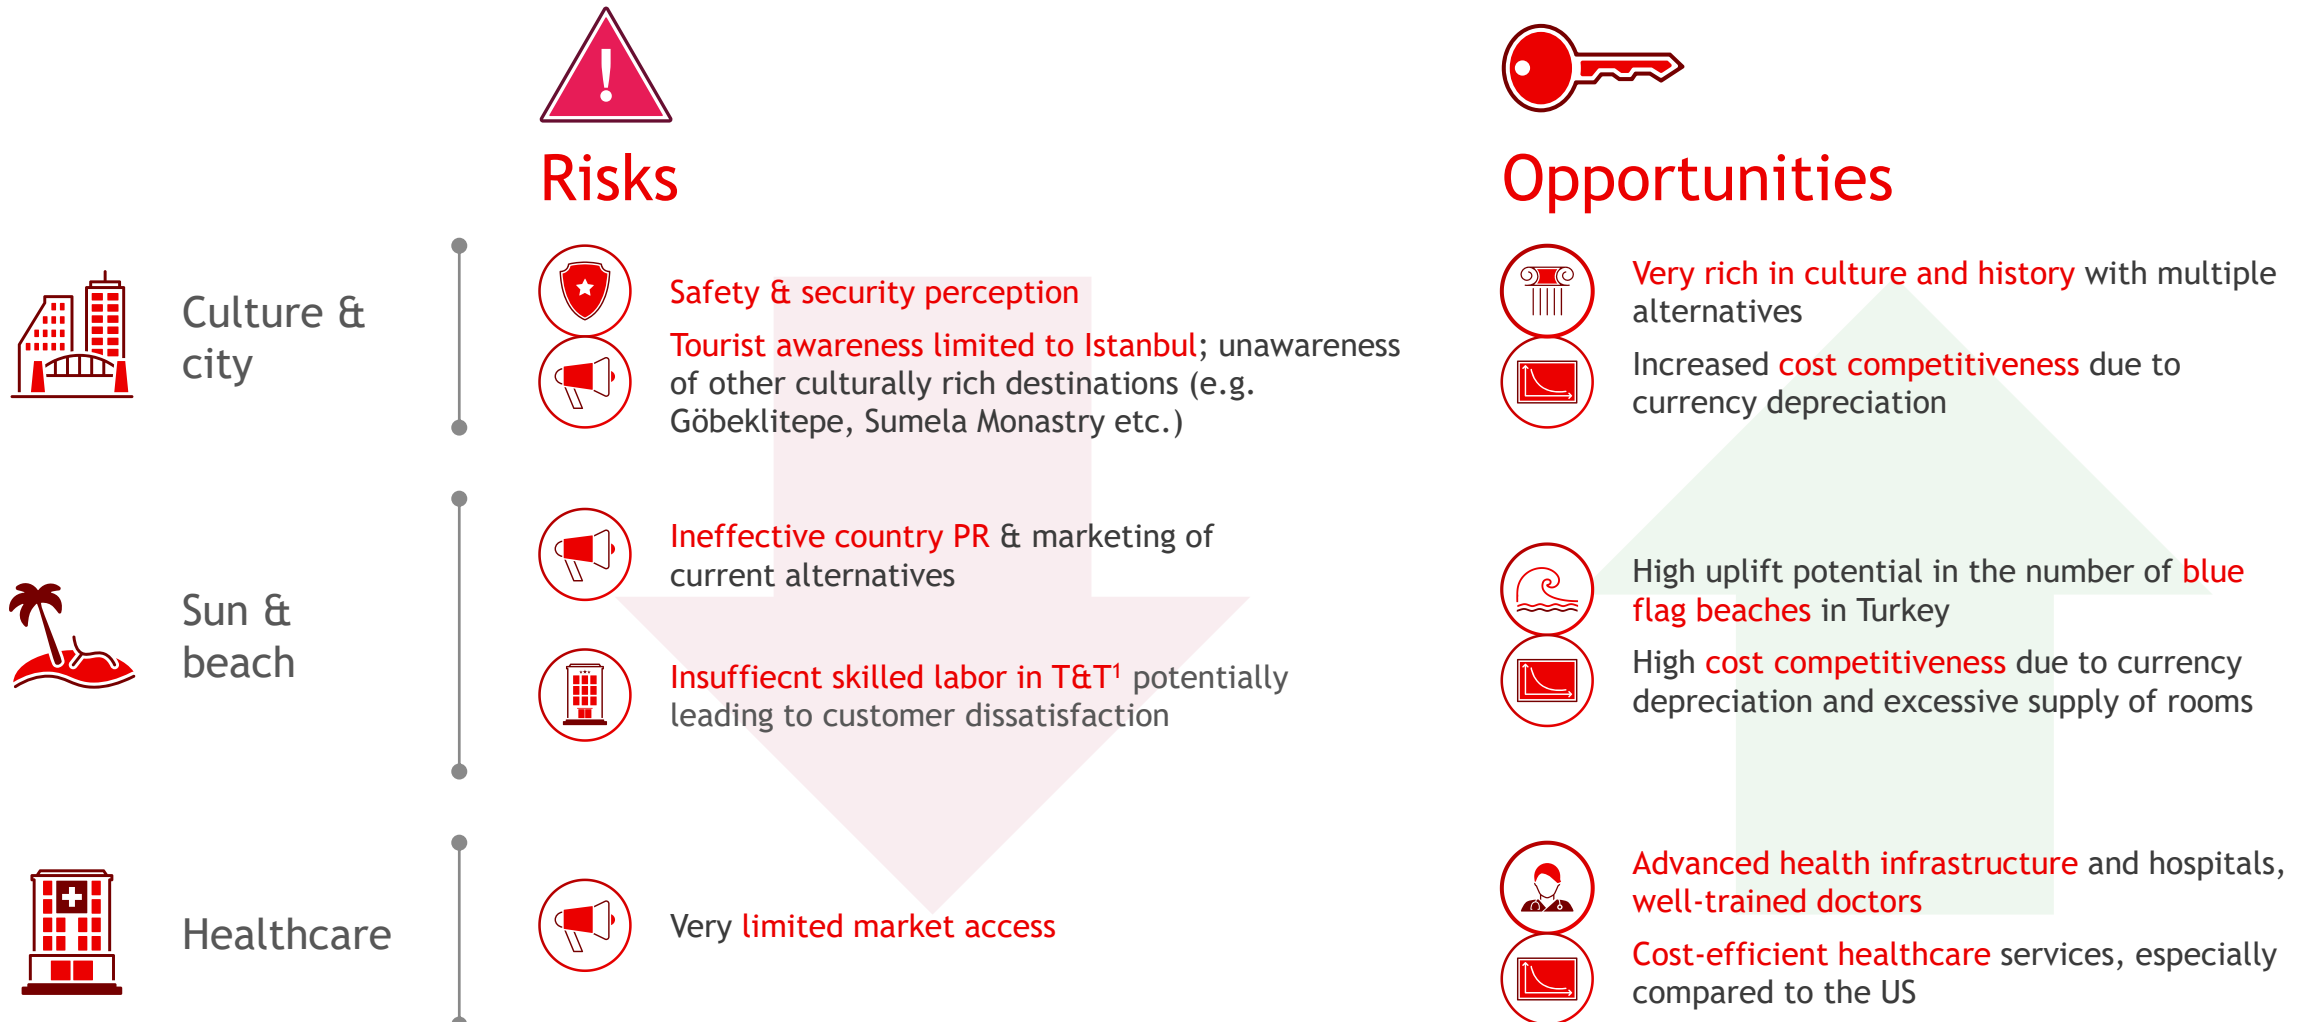 Risks
Opportunities
Culture &
city
Safety & security perception
Tourist awareness limited to Istanbul; unawareness
of other culturally rich destinations (e.g.
Göbeklitepe, Sumela Monastry etc.)
Very rich in culture and history with multiple
alternatives
Increased cost competitiveness due to
currency depreciation
Sun &
beach
Ineffective country PR & marketing of
current alternatives
Insuffiecnt skilled labor in T&T¹ potentially
leading to customer dissatisfaction
High uplift potential in the number of blue
flag beaches in Turkey
High cost competitiveness due to currency
depreciation and excessive supply of rooms
Healthcare
Very limited market access
Advanced health infrastructure and hospitals,
well-trained doctors
Cost-efficient healthcare services, especially
compared to the US